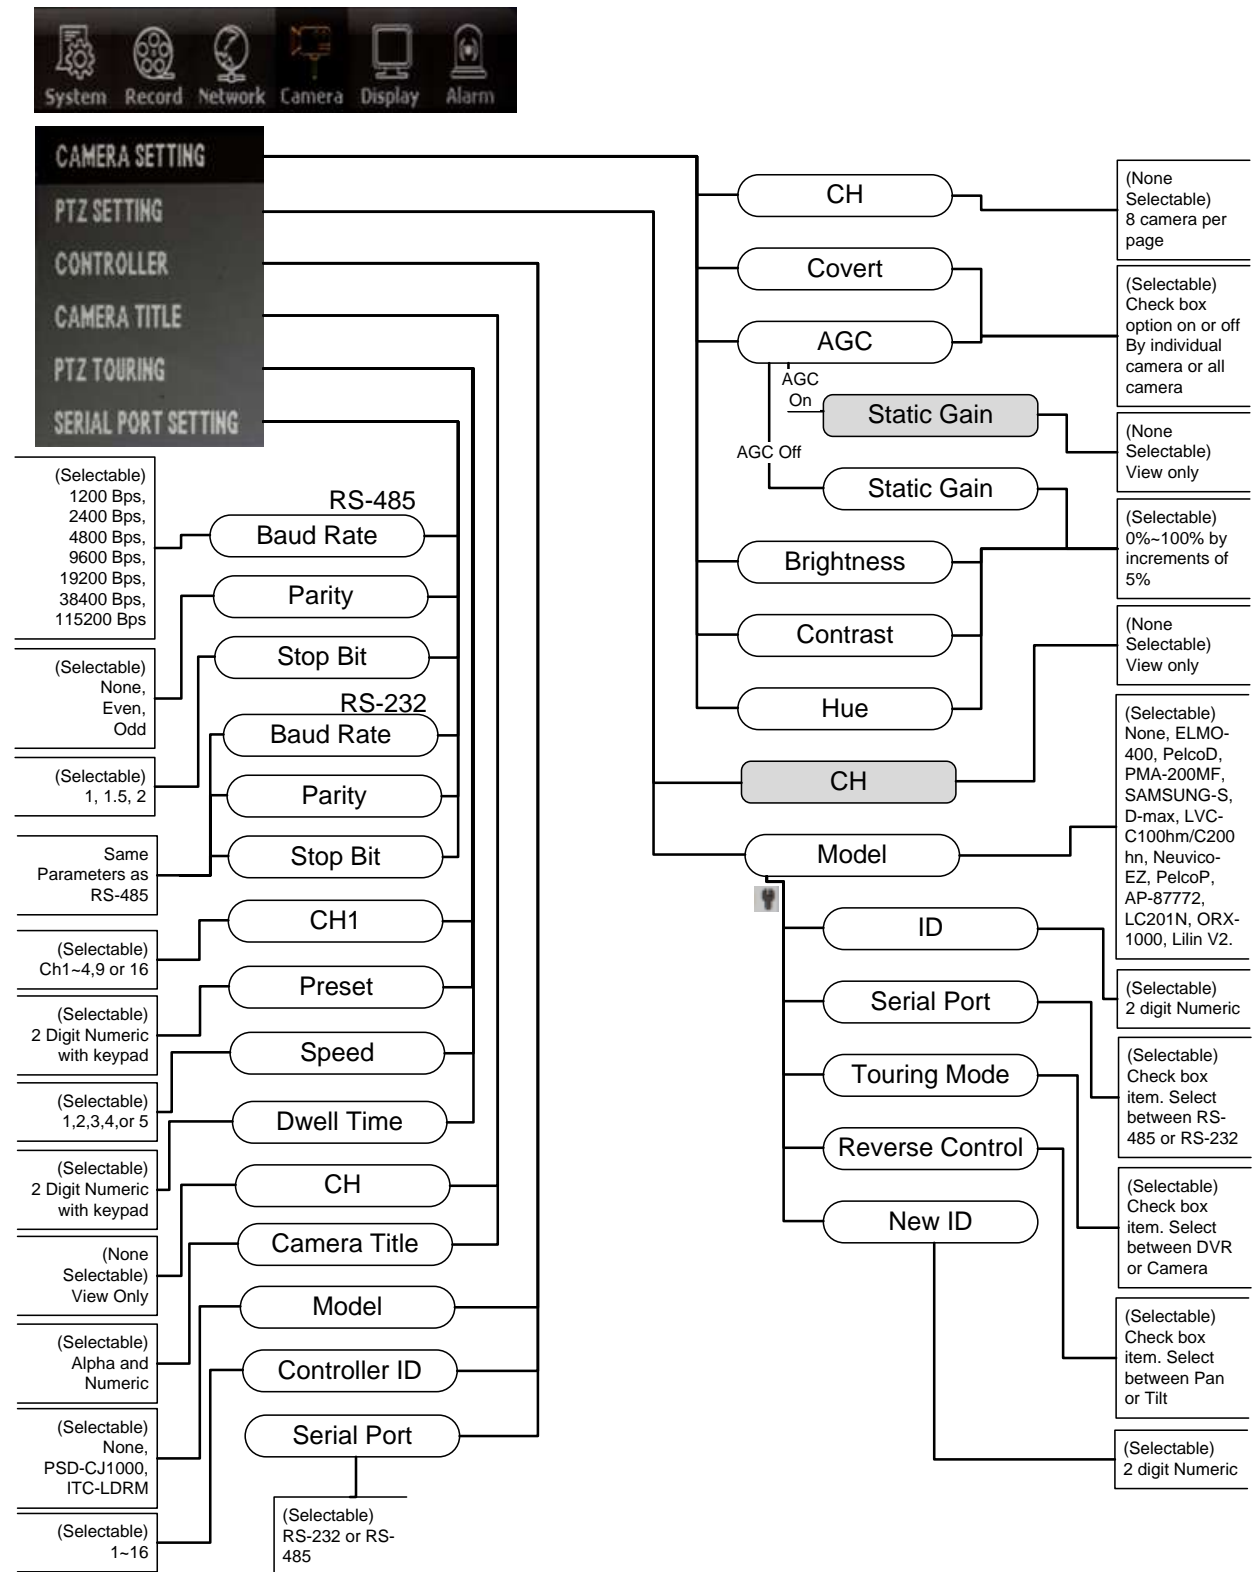 System Record Network Camera Display Alarm
CAMERA SETTING
PTZ SETTING
CONTROLLER
CAMERA TITLE
PTZ TOURING
SERIAL PORT SETTING
(Selectable)
1200 Bps,
2400 Bps,
4800 Bps,
9600 Bps,
19200 Bps,
38400 Bps,
115200 Bps
(Selectable)
None,
Even,
Odd
(Selectable)
1, 1.5, 2
Same
Parameters as
RS-485
(Selectable)
Ch1~4,9 or 16
(Selectable)
2 Digit Numeric
with keypad
(Selectable)
1,2,3,4,or 5
(Selectable)
2 Digit Numeric
with keypad
(None
Selectable)
View Only
(Selectable)
Alpha and
Numeric
(Selectable)
None,
PSD-CJ1000,
ITC-LDRM
(Selectable)
1~16
RS-485
Baud Rate
Parity
Stop Bit
RS-232
Baud Rate
Parity
Stop Bit
CH1
Preset
Speed
Dwell Time
CH
Camera Title
Model
Controller ID
Serial Port
(Selectable)
RS-232 or RS-
485
CH
Covert
AGC
AGC
On
Static Gain
AGC Off
Static Gain
Brightness
Contrast
Hue
CH
Model
ID
Serial Port
Touring Mode
Reverse Control
New ID
(None
Selectable)
8 camera per
page
(Selectable)
Check box
option on or off
By individual
camera or all
camera
(None
Selectable)
View only
(Selectable)
0%~100% by
increments of
5%
(None
Selectable)
View only
(Selectable)
None, ELMO-
400, PelcoD,
PMA-200MF,
SAMSUNG-S,
D-max, LVC-
C100hm/C200
hn, Neuvico-
EZ, PelcoP,
AP-87772,
LC201N, ORX-
1000, Lilin V2.
(Selectable)
2 digit Numeric
(Selectable)
Check box
item. Select
between RS-
485 or RS-232
(Selectable)
Check box
item. Select
between DVR
or Camera
(Selectable)
Check box
item. Select
between Pan
or Tilt
(Selectable)
2 digit Numeric